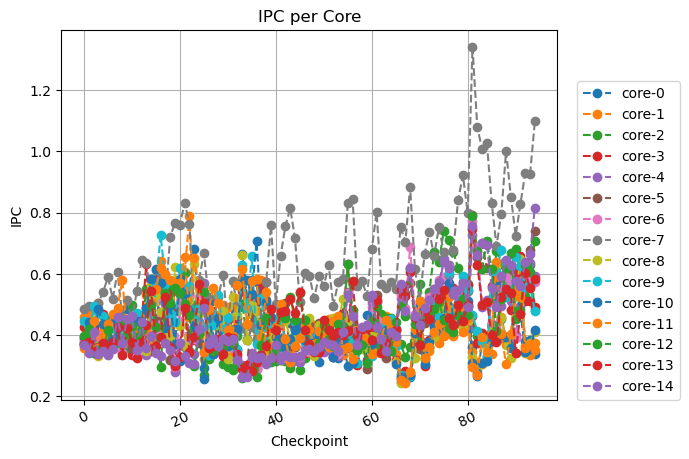 IPC per Core
IPC
1.2
1.0
0.8
0.6
0.4
0.2
0
20
40
60
80
Checkpoint
core-0
core-1
core-2
core-3
core-4
core-5
core-6
core-7
core-8
core-9
core-10
core-11
core-12
core-13
core-14